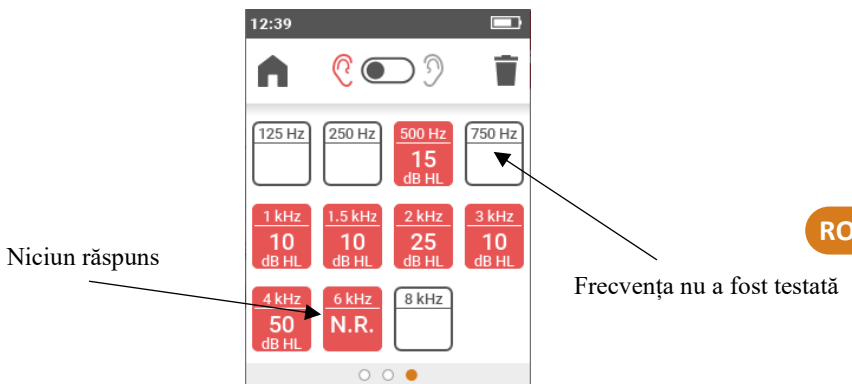 12:39
125 Hz 250 Hz 500 Hz 750 Hz
15
dB HL
1 kHz 1.5 kHz 2 kHz 3 kHz
10 10 25 10
dB HL dB HL dB HL dB HL
RO
Niciun răspuns
Frecvența nu a fost testată
4 kHz 6 kHz 8 kHz
50 N.R.
dB HL